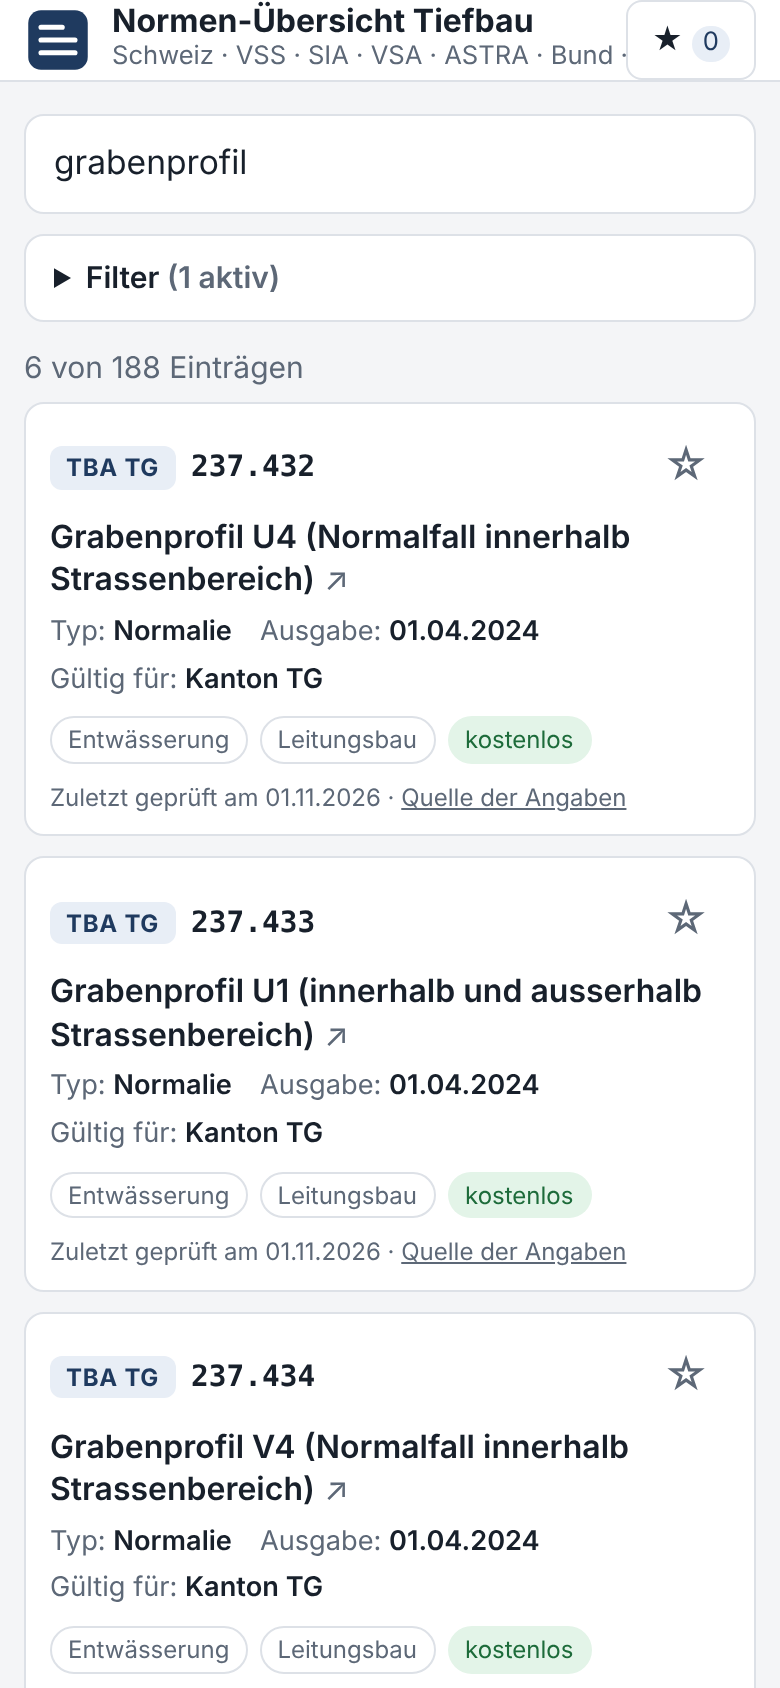 Normen-Übersicht Tiefbau
Schweiz · VSS · SIA · VSA · ASTRA · Bund ·
★ 0
grabenprofil
▶ Filter (1 aktiv)
6 von 188 Einträgen
TBA TG 237.432 ☆
Grabenprofil U4 (Normalfall innerhalb
Strassenbereich) ↗
Typ: Normalie Ausgabe: 01.04.2024
Gültig für: Kanton TG
Entwässerung Leitungsbau kostenlos
Zuletzt geprüft am 01.11.2026 · Quelle der Angaben
TBA TG 237.433 ☆
Grabenprofil U1 (innerhalb und ausserhalb
Strassenbereich) ↗
Typ: Normalie Ausgabe: 01.04.2024
Gültig für: Kanton TG
Entwässerung Leitungsbau kostenlos
Zuletzt geprüft am 01.11.2026 · Quelle der Angaben
TBA TG 237.434 ☆
Grabenprofil V4 (Normalfall innerhalb
Strassenbereich) ↗
Typ: Normalie Ausgabe: 01.04.2024
Gültig für: Kanton TG
Entwässerung Leitungsbau kostenlos